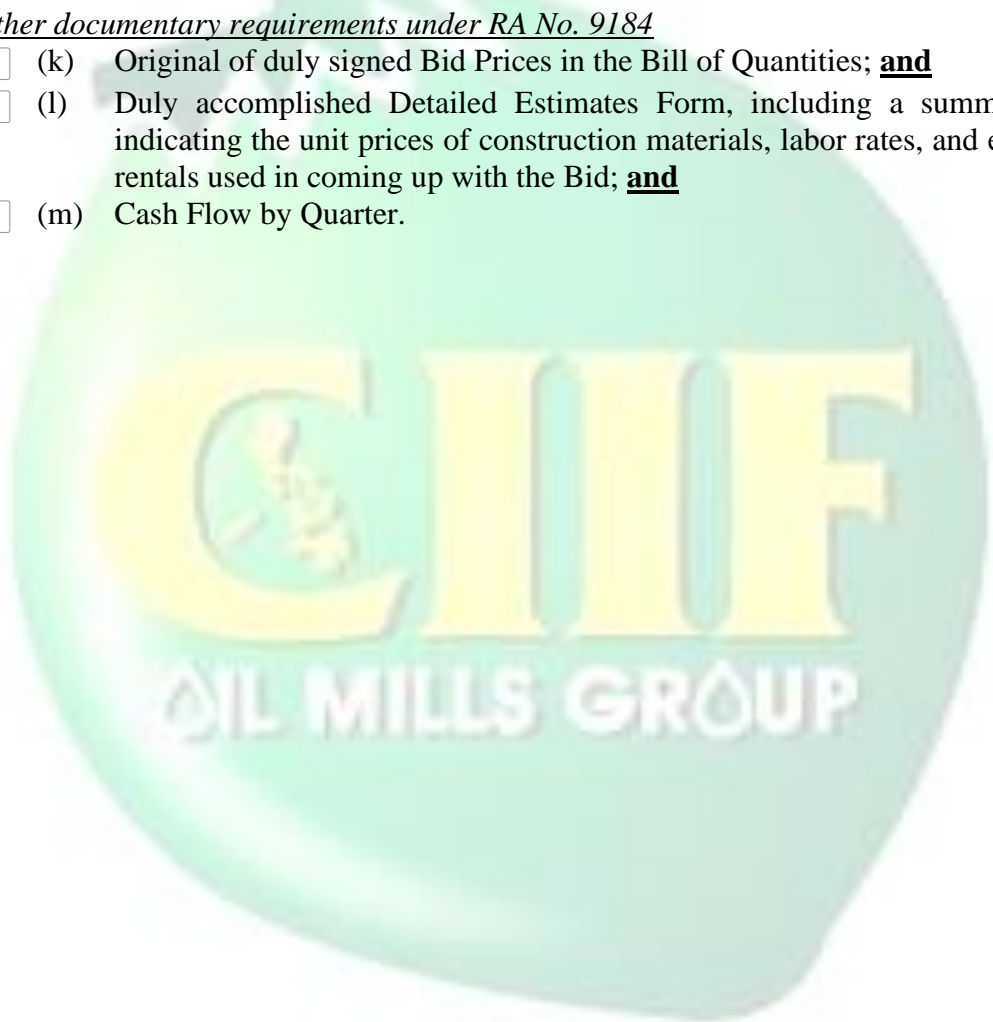 ther documentary requirements under RA No. 9184
(k) Original of duly signed Bid Prices in the Bill of Quantities; and
(l) Duly accomplished Detailed Estimates Form, including a summ
indicating the unit prices of construction materials, labor rates, and e
rentals used in coming up with the Bid; and
(m) Cash Flow by Quarter.
CIIF
OIL MILLS GROUP